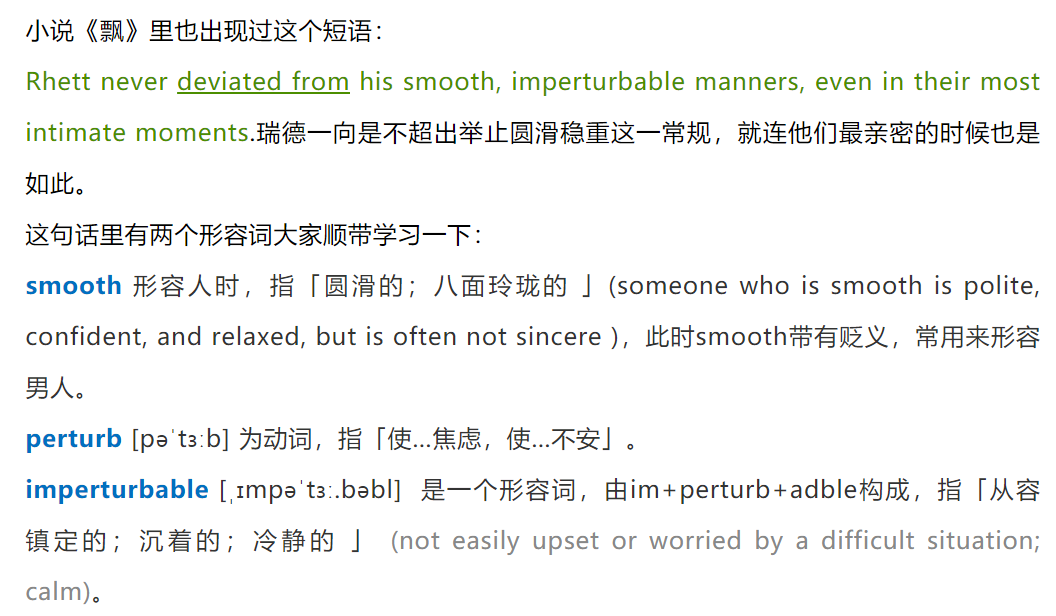 小说《飘》里也出现过这个短语：
Rhett never deviated from his smooth, imperturbable manners, even in their most
intimate moments.瑞德一向是不超出举止圆滑稳重这一常规，就连他们最亲密的时候也是
如此。
这句话里有两个形容词大家顺带学习一下：
smooth 形容人时，指「圆滑的；八面玲珑的 」(someone who is smooth is polite,
confident, and relaxed, but is often not sincere )，此时smooth带有贬义，常用来形容
男人。
perturb [pəˈtɜːb] 为动词，指「使…焦虑，使…不安」。
imperturbable [ˌɪmpəˈtɜː.bəbl]  是一个形容词，由im+perturb+adble构成，指「从容
镇定的；沉着的；冷静的 」 (not easily upset or worried by a difficult situation;
calm)。